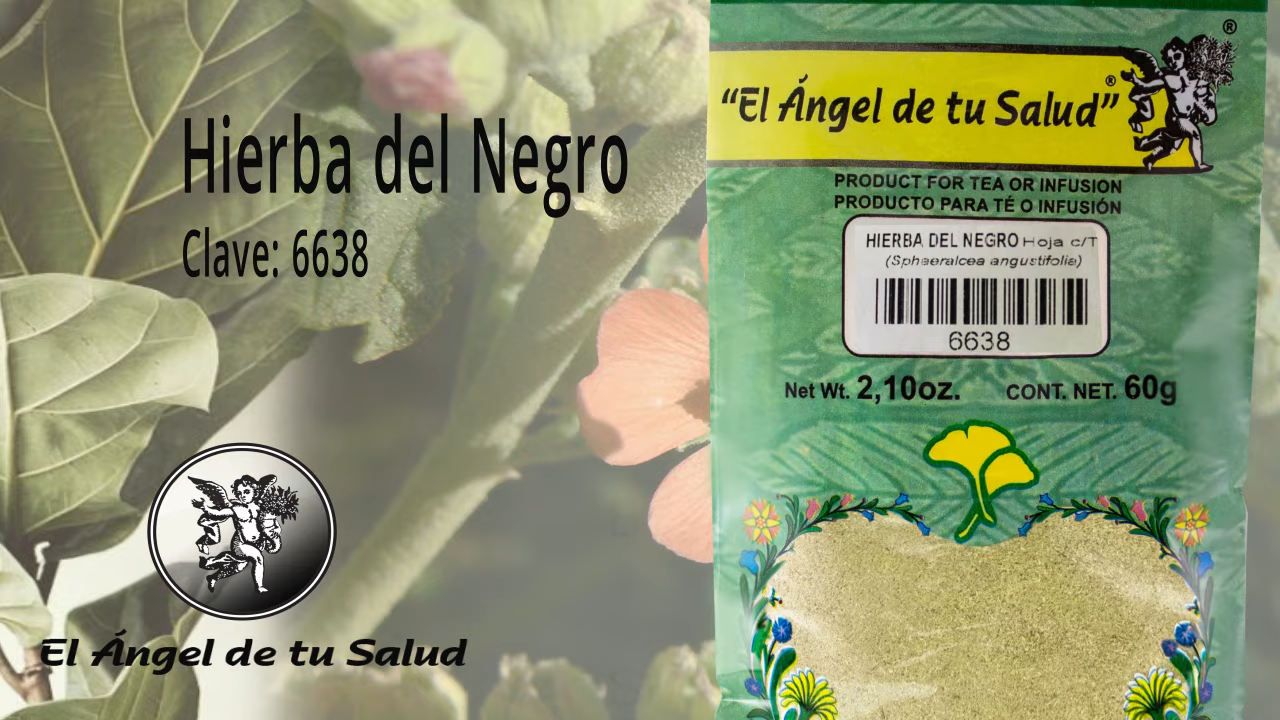 Hierba del Negro
Clave: 6638
El Ángel de tu Salud
®
“El Ángel de tu Salud”®
PRODUCT FOR TEA OR INFUSION
PRODUCTO PARA TÉ O INFUSIÓN
HIERBA DEL NEGRO Hoja c/T
(Sphaeralcea angustifolia)
6638
Net Wt. 2,10oz. CONT. NET. 60g